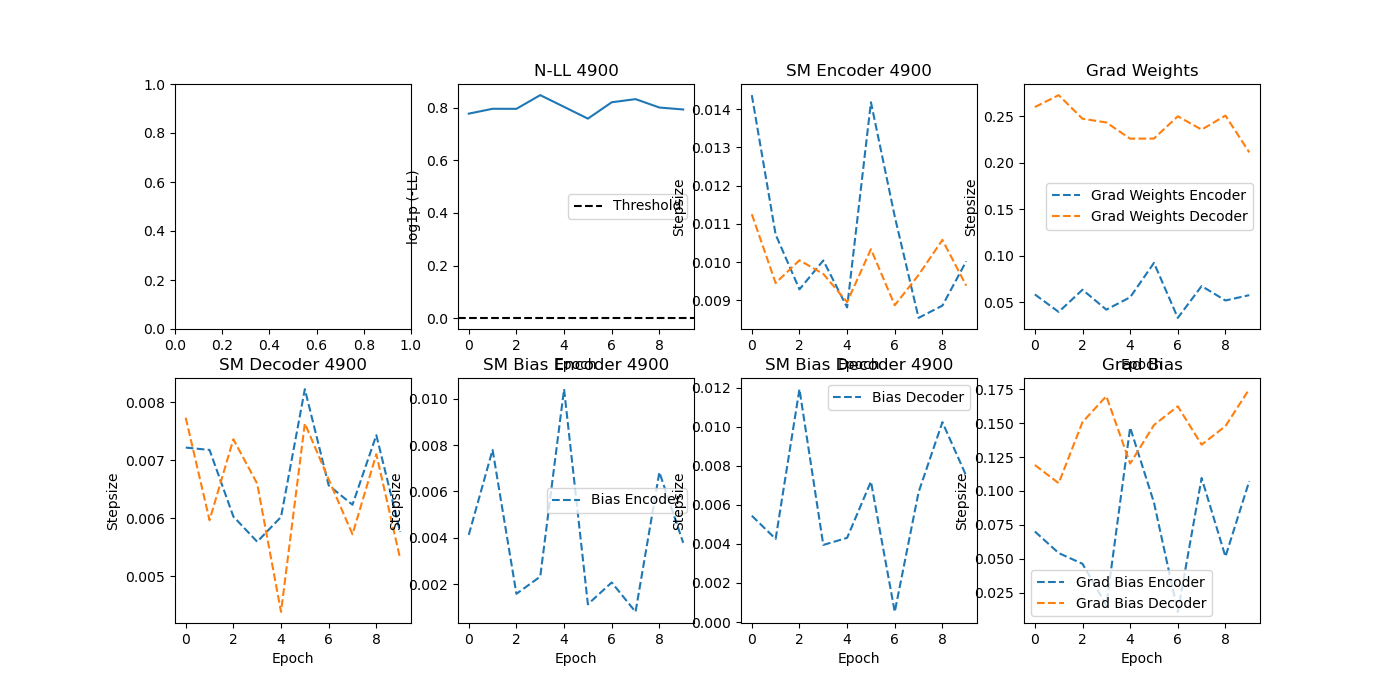 1.0
0.8
0.6
0.4
0.2
0.0
0.0 0.2 0.4 0.6 0.8 1.0
N-LL 4900
log1p (-LL)
0.8
0.6
0.4
0.2
0.0
Threshold
0 2 4 6 8
Epoch
SM Encoder 4900
Stepsize
0.014
0.013
0.012
0.011
0.010
0.009
0 2 4 6 8
Epoch
Grad Weights
Stepsize
0.25
0.20
0.15
0.10
0.05
Grad Weights Encoder
Grad Weights Decoder
0 2 4 6 8
Epoch
SM Decoder 4900
Stepsize
0.008
0.007
0.006
0.005
0 2 4 6 8
Epoch
SM Bias Encoder 4900
Stepsize
0.010
0.008
0.006
0.004
0.002
Bias Encoder
0 2 4 6 8
Epoch
SM Bias Decoder 4900
Stepsize
0.012
0.010
0.008
0.006
0.004
0.002
0.000
Bias Decoder
0 2 4 6 8
Epoch
Grad Bias
Stepsize
0.175
0.150
0.125
0.100
0.075
0.050
0.025
Grad Bias Encoder
Grad Bias Decoder
0 2 4 6 8
Epoch